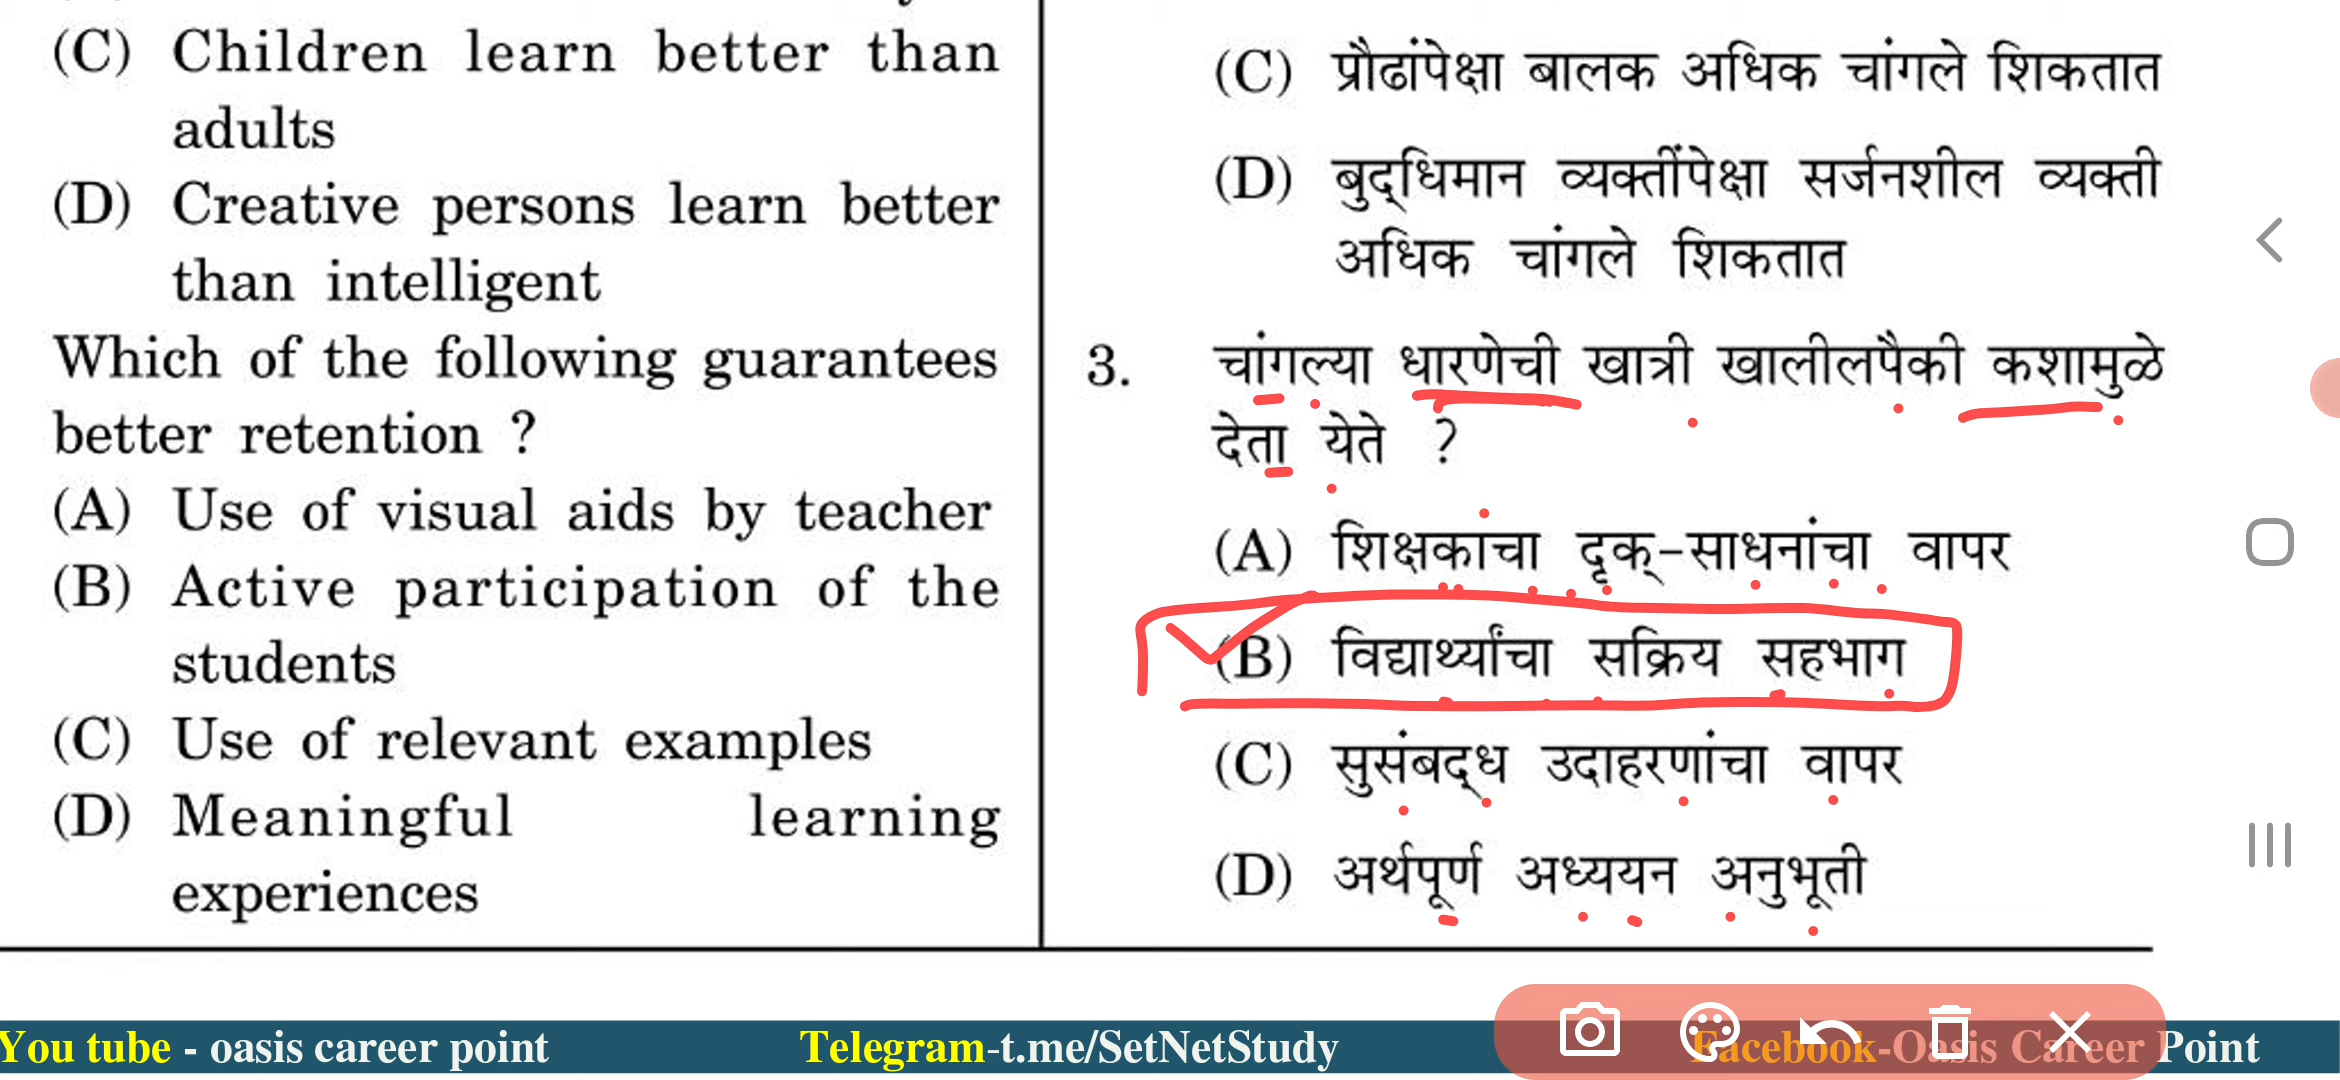 (C) Children learn better than
adults
(D) Creative persons learn better
than intelligent
Which of the following guarantees
better retention ?
(A) Use of visual aids by teacher
(B) Active participation of the
students
(C) Use of relevant examples
(D) Meaningful learning
experiences
(C) प्रौढांपेक्षा बालक अधिक चांगले शिकतात
(D) बुद्धिमान व्यक्तींपेक्षा सर्जनशील व्यक्ती
अधिक चांगले शिकतात
3. चांगल्या धारणेची खात्री खालीलपैकी कशामुळे
देता येते ?
(A) शिक्षकांचा दृक्-साधनांचा वापर
(B) विद्यार्थ्यांचा सक्रिय सहभाग
(C) सुसंबद्ध उदाहरणांचा वापर
(D) अर्थपूर्ण अध्ययन अनुभूती
You tube - oasis career point
Telegram-t.me/SetNetStudy
Facebook-Oasis Career Point